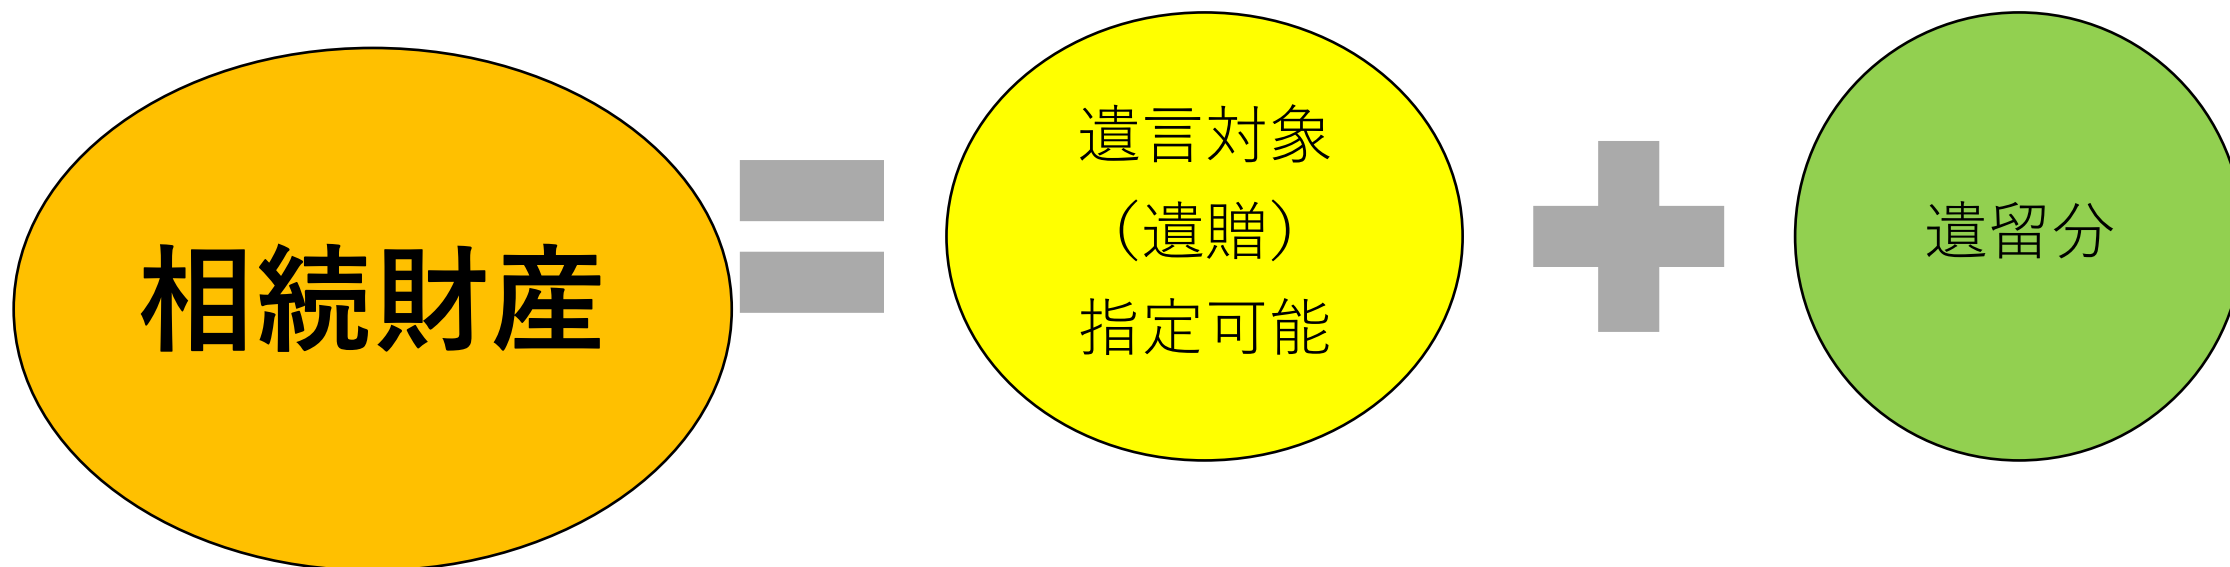 相続財産
遺言対象
（遺贈）
指定可能
遺留分